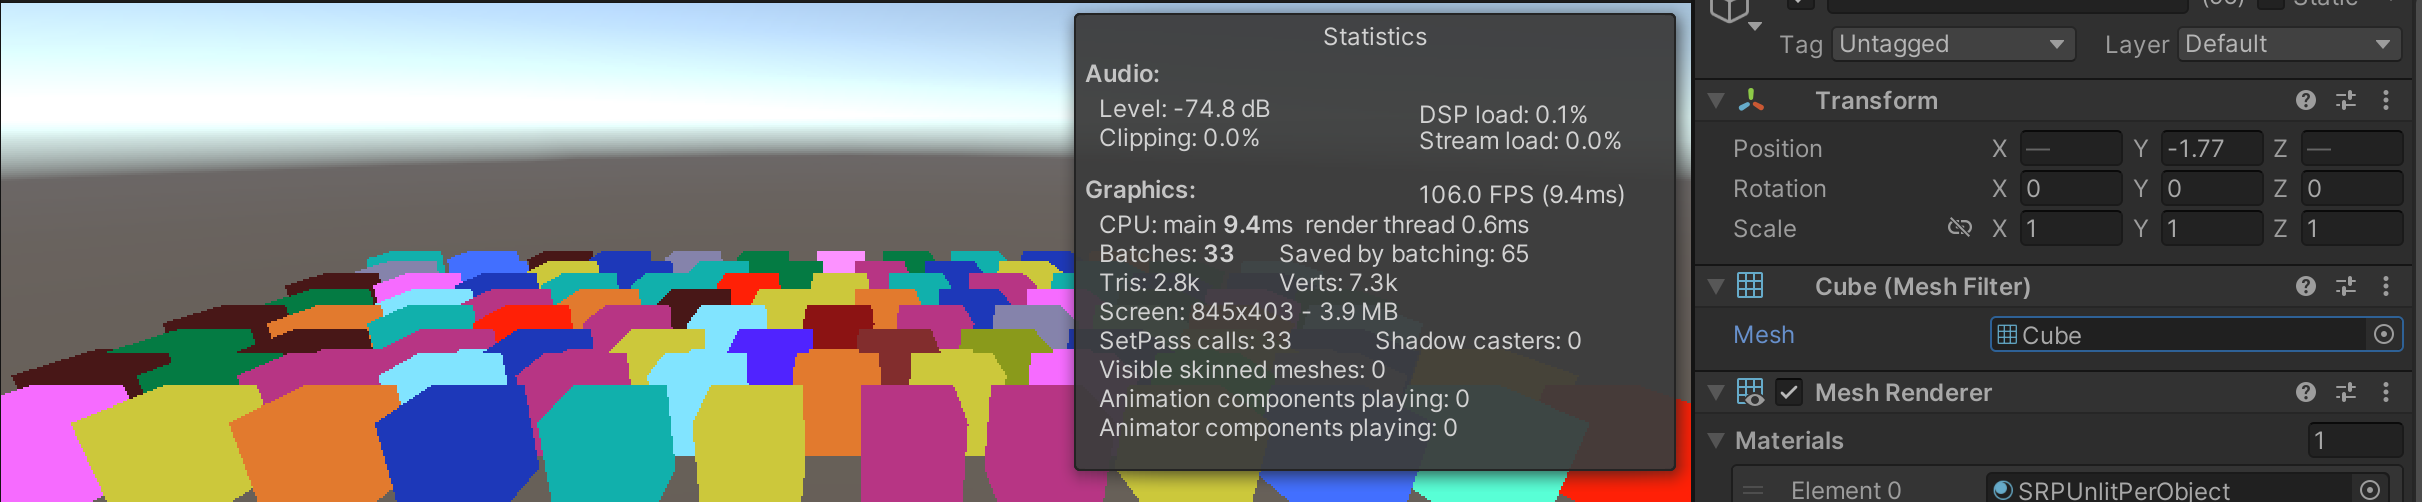 Statistics
Audio:
Level: -74.8 dB
DSP load: 0.1%
Clipping: 0.0%
Stream load: 0.0%
Graphics:
106.0 FPS (9.4ms)
CPU: main 9.4ms render thread 0.6ms
Batches: 33 Saved by batching: 65
Tris: 2.8k Verts: 7.3k
Screen: 845x403 - 3.9 MB
SetPass calls: 33 Shadow casters: 0
Visible skinned meshes: 0
Animation components playing: 0
Animator components playing: 0
Tag Untagged Layer Default
Transform
Position X — Y -1.77 Z —
Rotation X 0 Y 0 Z 0
Scale X 1 Y 1 Z 1
Cube (Mesh Filter)
Mesh Cube
Mesh Renderer
Materials 1
Element 0 SRPUnlitPerObject